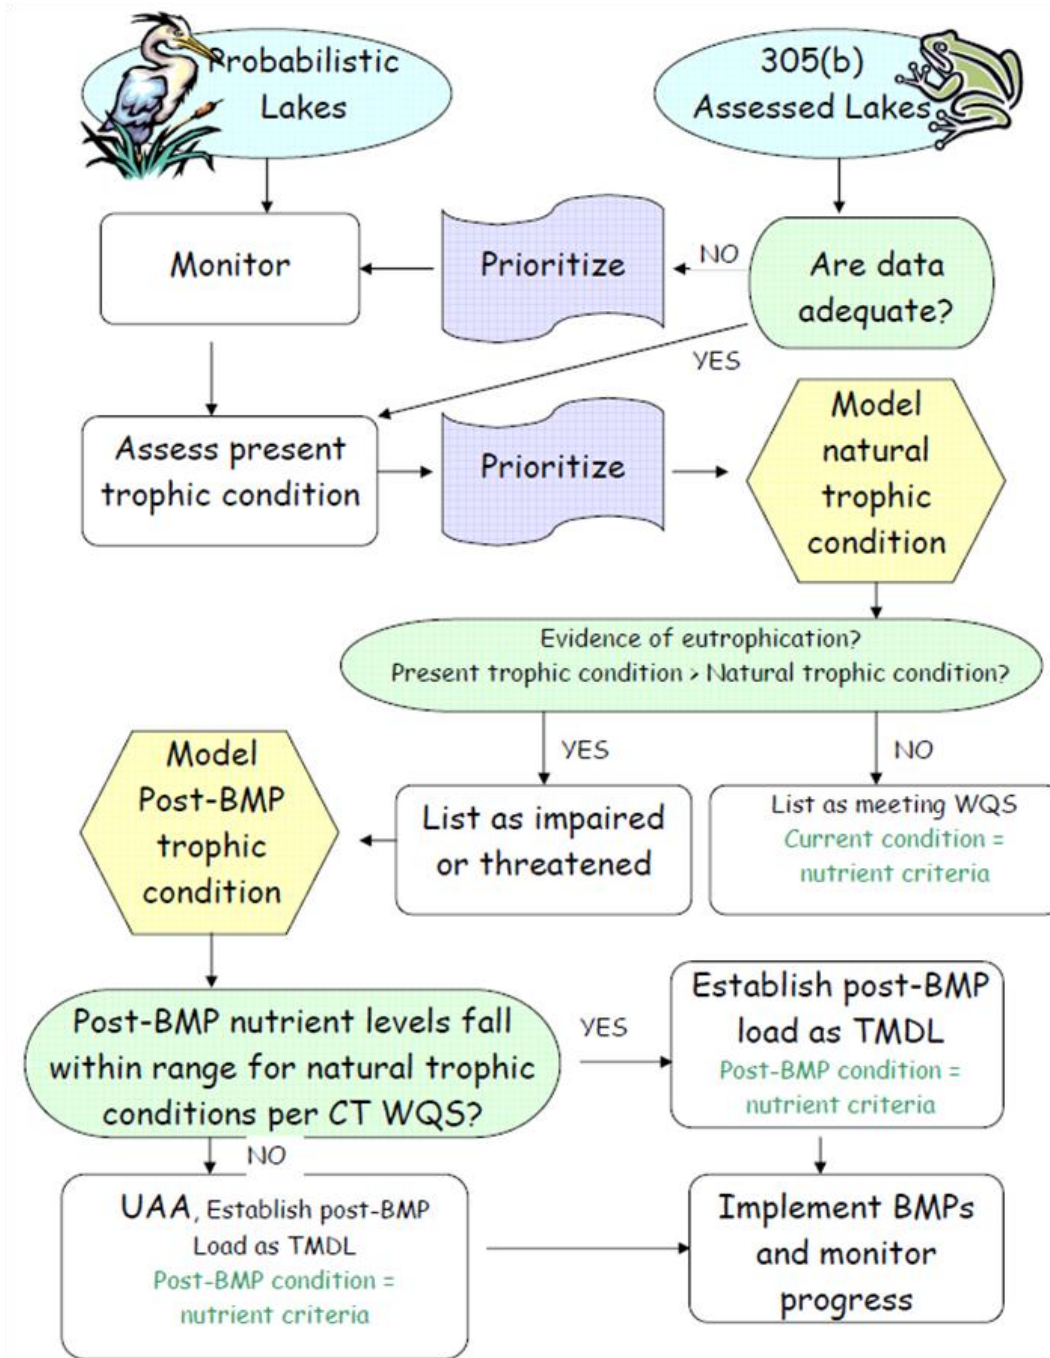 Probabilistic
Lakes
305(b)
Assessed Lakes
Monitor
Prioritize
NO
Are data
adequate?
YES
Assess present
trophic condition
Prioritize
Model
natural
trophic
condition
Evidence of eutrophication?
Present trophic condition > Natural trophic condition?
YES
NO
Model
Post-BMP
trophic
condition
List as impaired
or threatened
List as meeting WQS
Current condition =
nutrient criteria
Post-BMP nutrient levels fall
within range for natural trophic
conditions per CT WQS?
YES
Establish post-BMP
load as TMDL
Post-BMP condition =
nutrient criteria
NO
UAA, Establish post-BMP
Load as TMDL
Post-BMP condition =
nutrient criteria
Implement BMPs
and monitor
progress